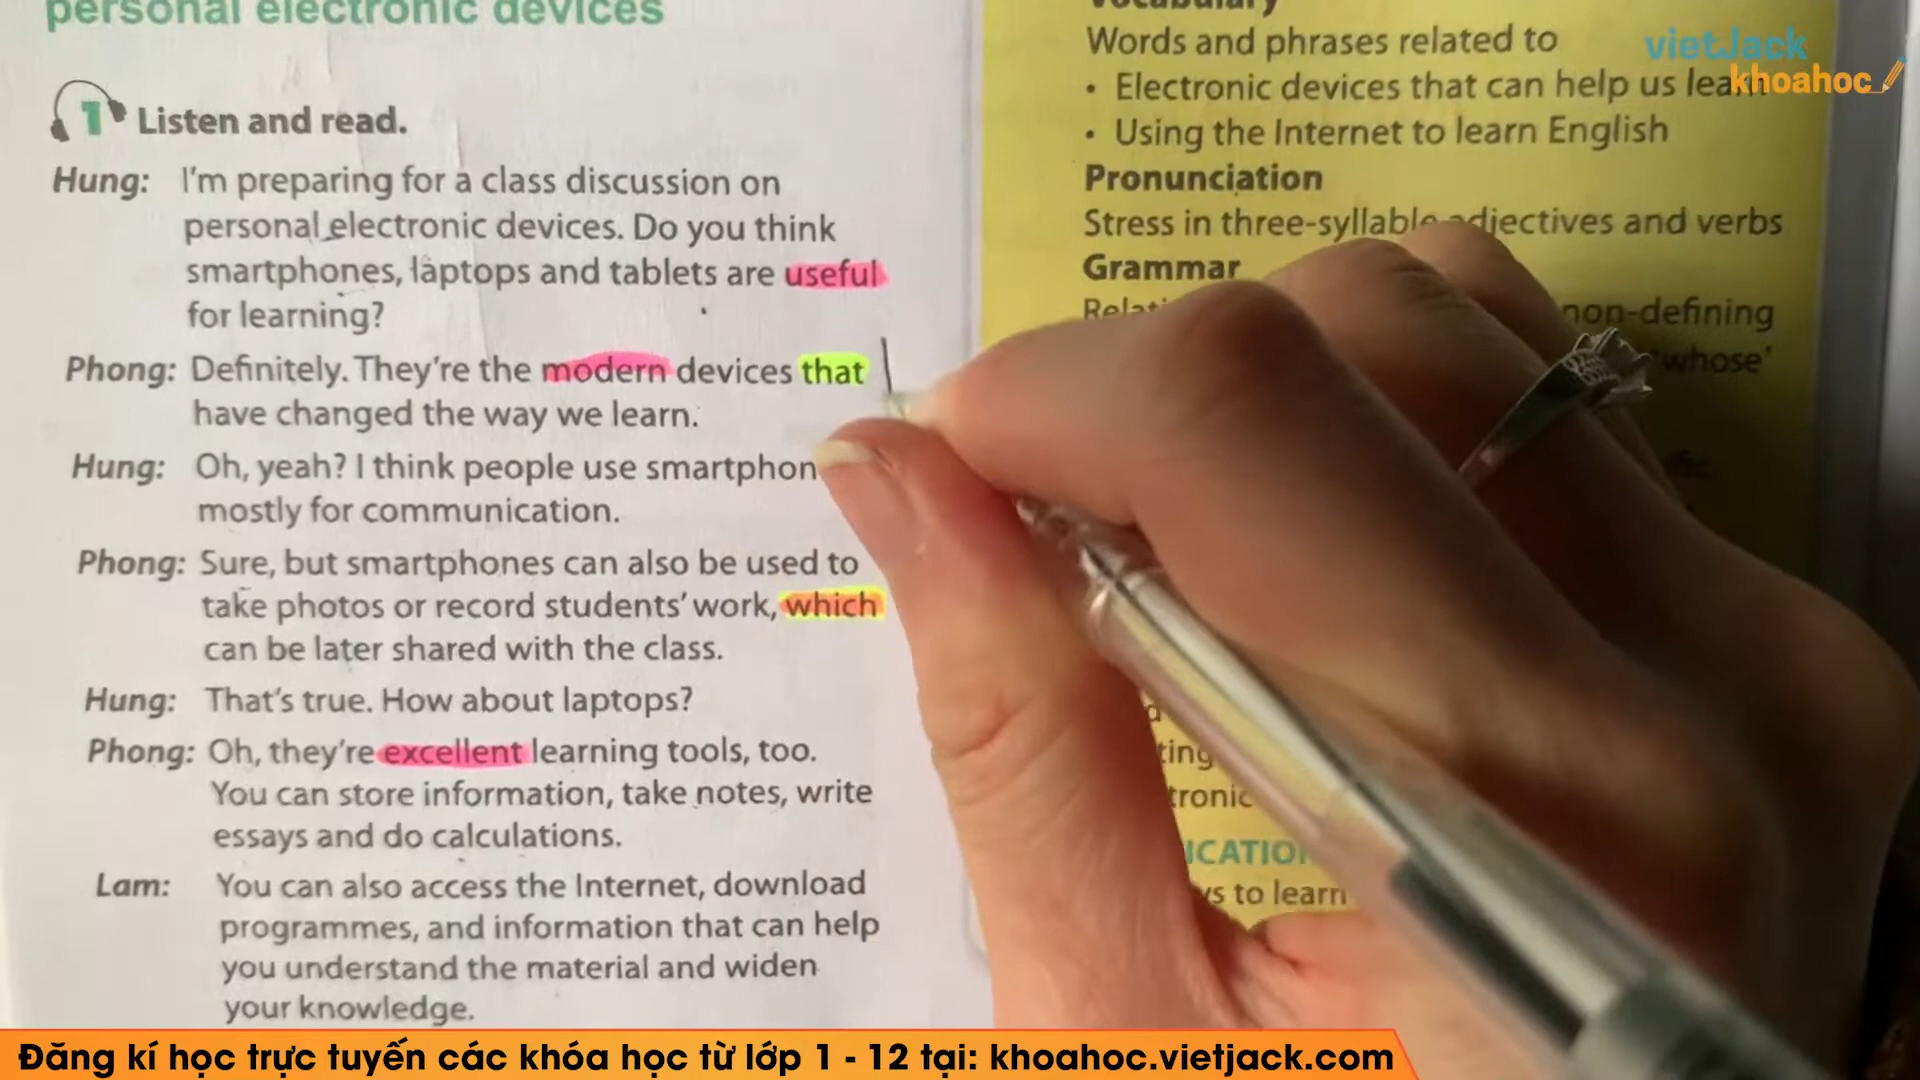 personal electronic devices
1 Listen and read.
Hung: I'm preparing for a class discussion on
personal electronic devices. Do you think
smartphones, laptops and tablets are useful
for learning?
Phong: Definitely. They're the modern devices that
have changed the way we learn.
Hung: Oh, yeah? I think people use smartphon
mostly for communication.
Phong: Sure, but smartphones can also be used to
take photos or record students' work, which
can be later shared with the class.
Hung: That's true. How about laptops?
Phong: Oh, they're excellent learning tools, too.
You can store information, take notes, write
essays and do calculations.
Lam: You can also access the Internet, download
programmes, and information that can help
you understand the material and widen
your knowledge.
Vocabulary
Words and phrases related to
• Electronic devices that can help us learn
• Using the Internet to learn English
Pronunciation
Stress in three-syllable adjectives and verbs
Grammar
non-defining
'whose'
to learn
vietJack
khoahoc
Đăng kí học trực tuyến các khóa học từ lớp 1 - 12 tại: khoahoc.vietjack.com